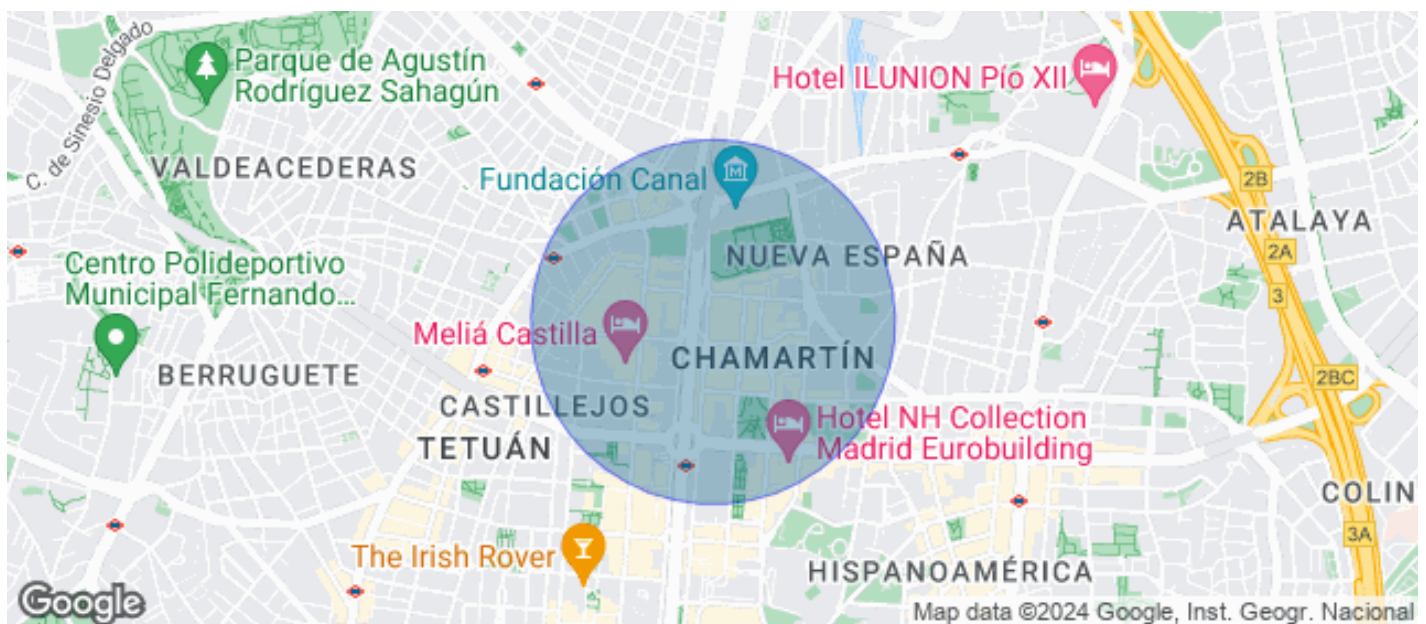 C. de Sinesio Delgado
Parque de Agustín
Rodríguez Sahagún
Hotel ILUNION Pío XII
VALDEACEDERAS
Fundación Canal
2B
ATALAYA
NUEVA ESPAÑA
2A
Centro Polideportivo
Municipal Fernando...
3
Meliá Castilla
CHAMARTÍN
BERRUGUETE
2BC
CASTILLEJOS
Hotel NH Collection
Madrid Eurobuilding
TETUÁN
COLIN
3A
The Irish Rover
HISPANOAMÉRICA
Google
Map data ©2024 Google, Inst. Geogr. Nacional